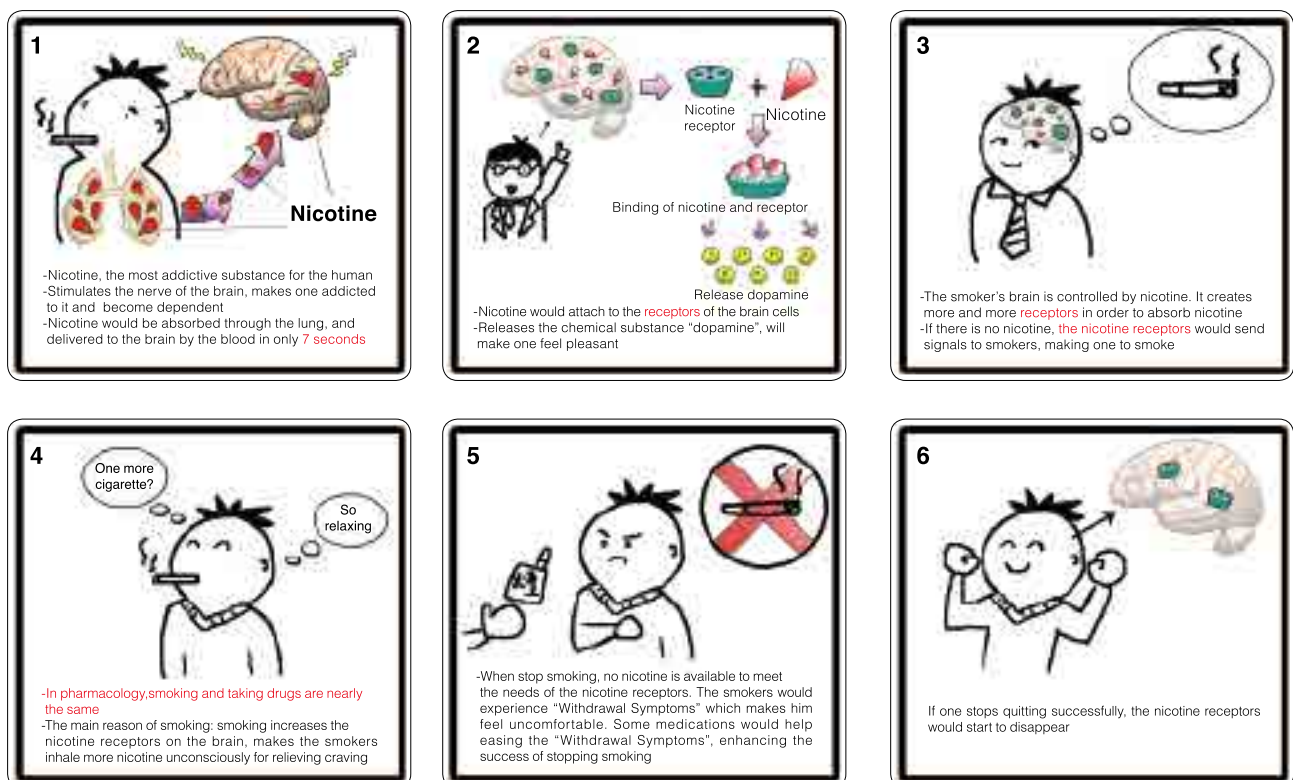 1
Nicotine
-Nicotine, the most addictive substance for the human
-Stimulates the nerve of the brain, makes one addicted
to it and become dependent
-Nicotine would be absorbed through the lung, and
delivered to the brain by the blood in only 7 seconds
2
Nicotine
receptor
+
Nicotine
Binding of nicotine and receptor
Release dopamine
-Nicotine would attach to the receptors of the brain cells
-Releases the chemical substance “dopamine”, will
make one feel pleasant
3
-The smoker’s brain is controlled by nicotine. It creates
more and more receptors in order to absorb nicotine
-If there is no nicotine, the nicotine receptors would send
signals to smokers, making one to smoke
4
One more
cigarette?
So
relaxing
-In pharmacology,smoking and taking drugs are nearly
the same
-The main reason of smoking: smoking increases the
nicotine receptors on the brain, makes the smokers
inhale more nicotine unconsciously for relieving craving
5
-When stop smoking, no nicotine is available to meet
the needs of the nicotine receptors. The smokers would
experience “Withdrawal Symptoms” which makes him
feel uncomfortable. Some medications would help
easing the “Withdrawal Symptoms”, enhancing the
success of stopping smoking
6
If one stops quitting successfully, the nicotine receptors
would start to disappear